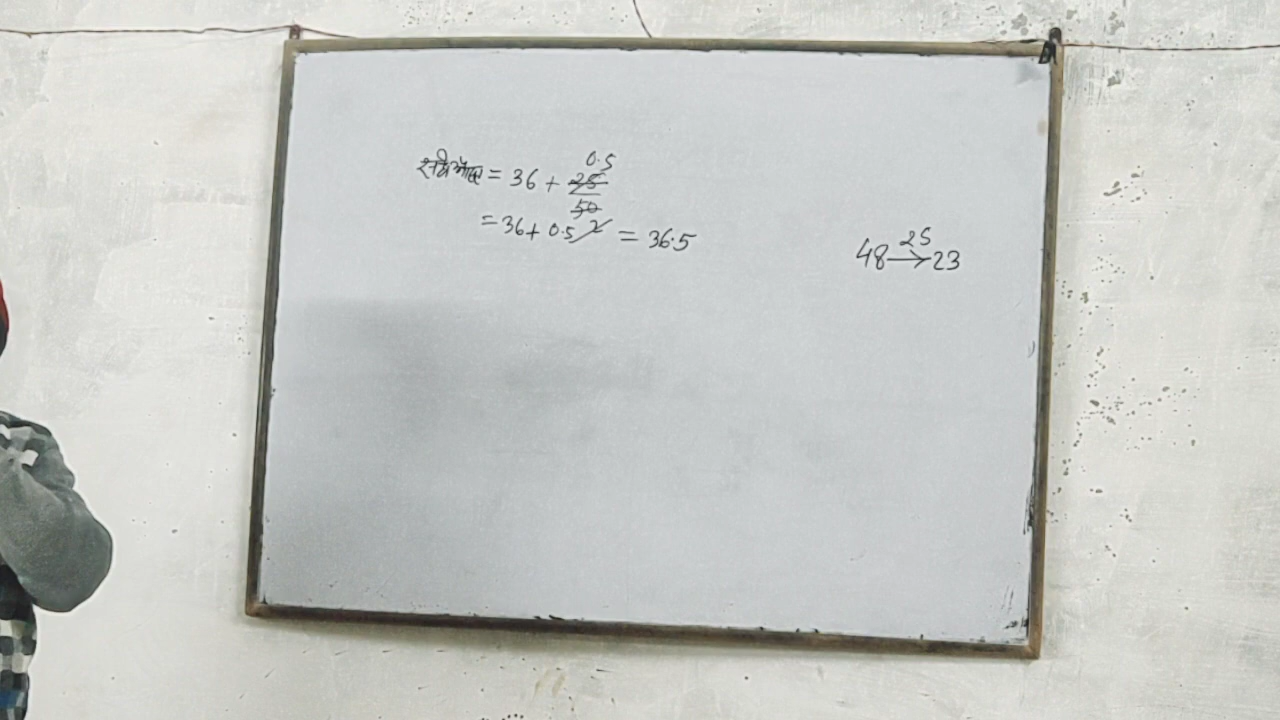 = 36 + 25/50 0.5
= 36 + 0.5 2 = 36.5
48 → 23 25